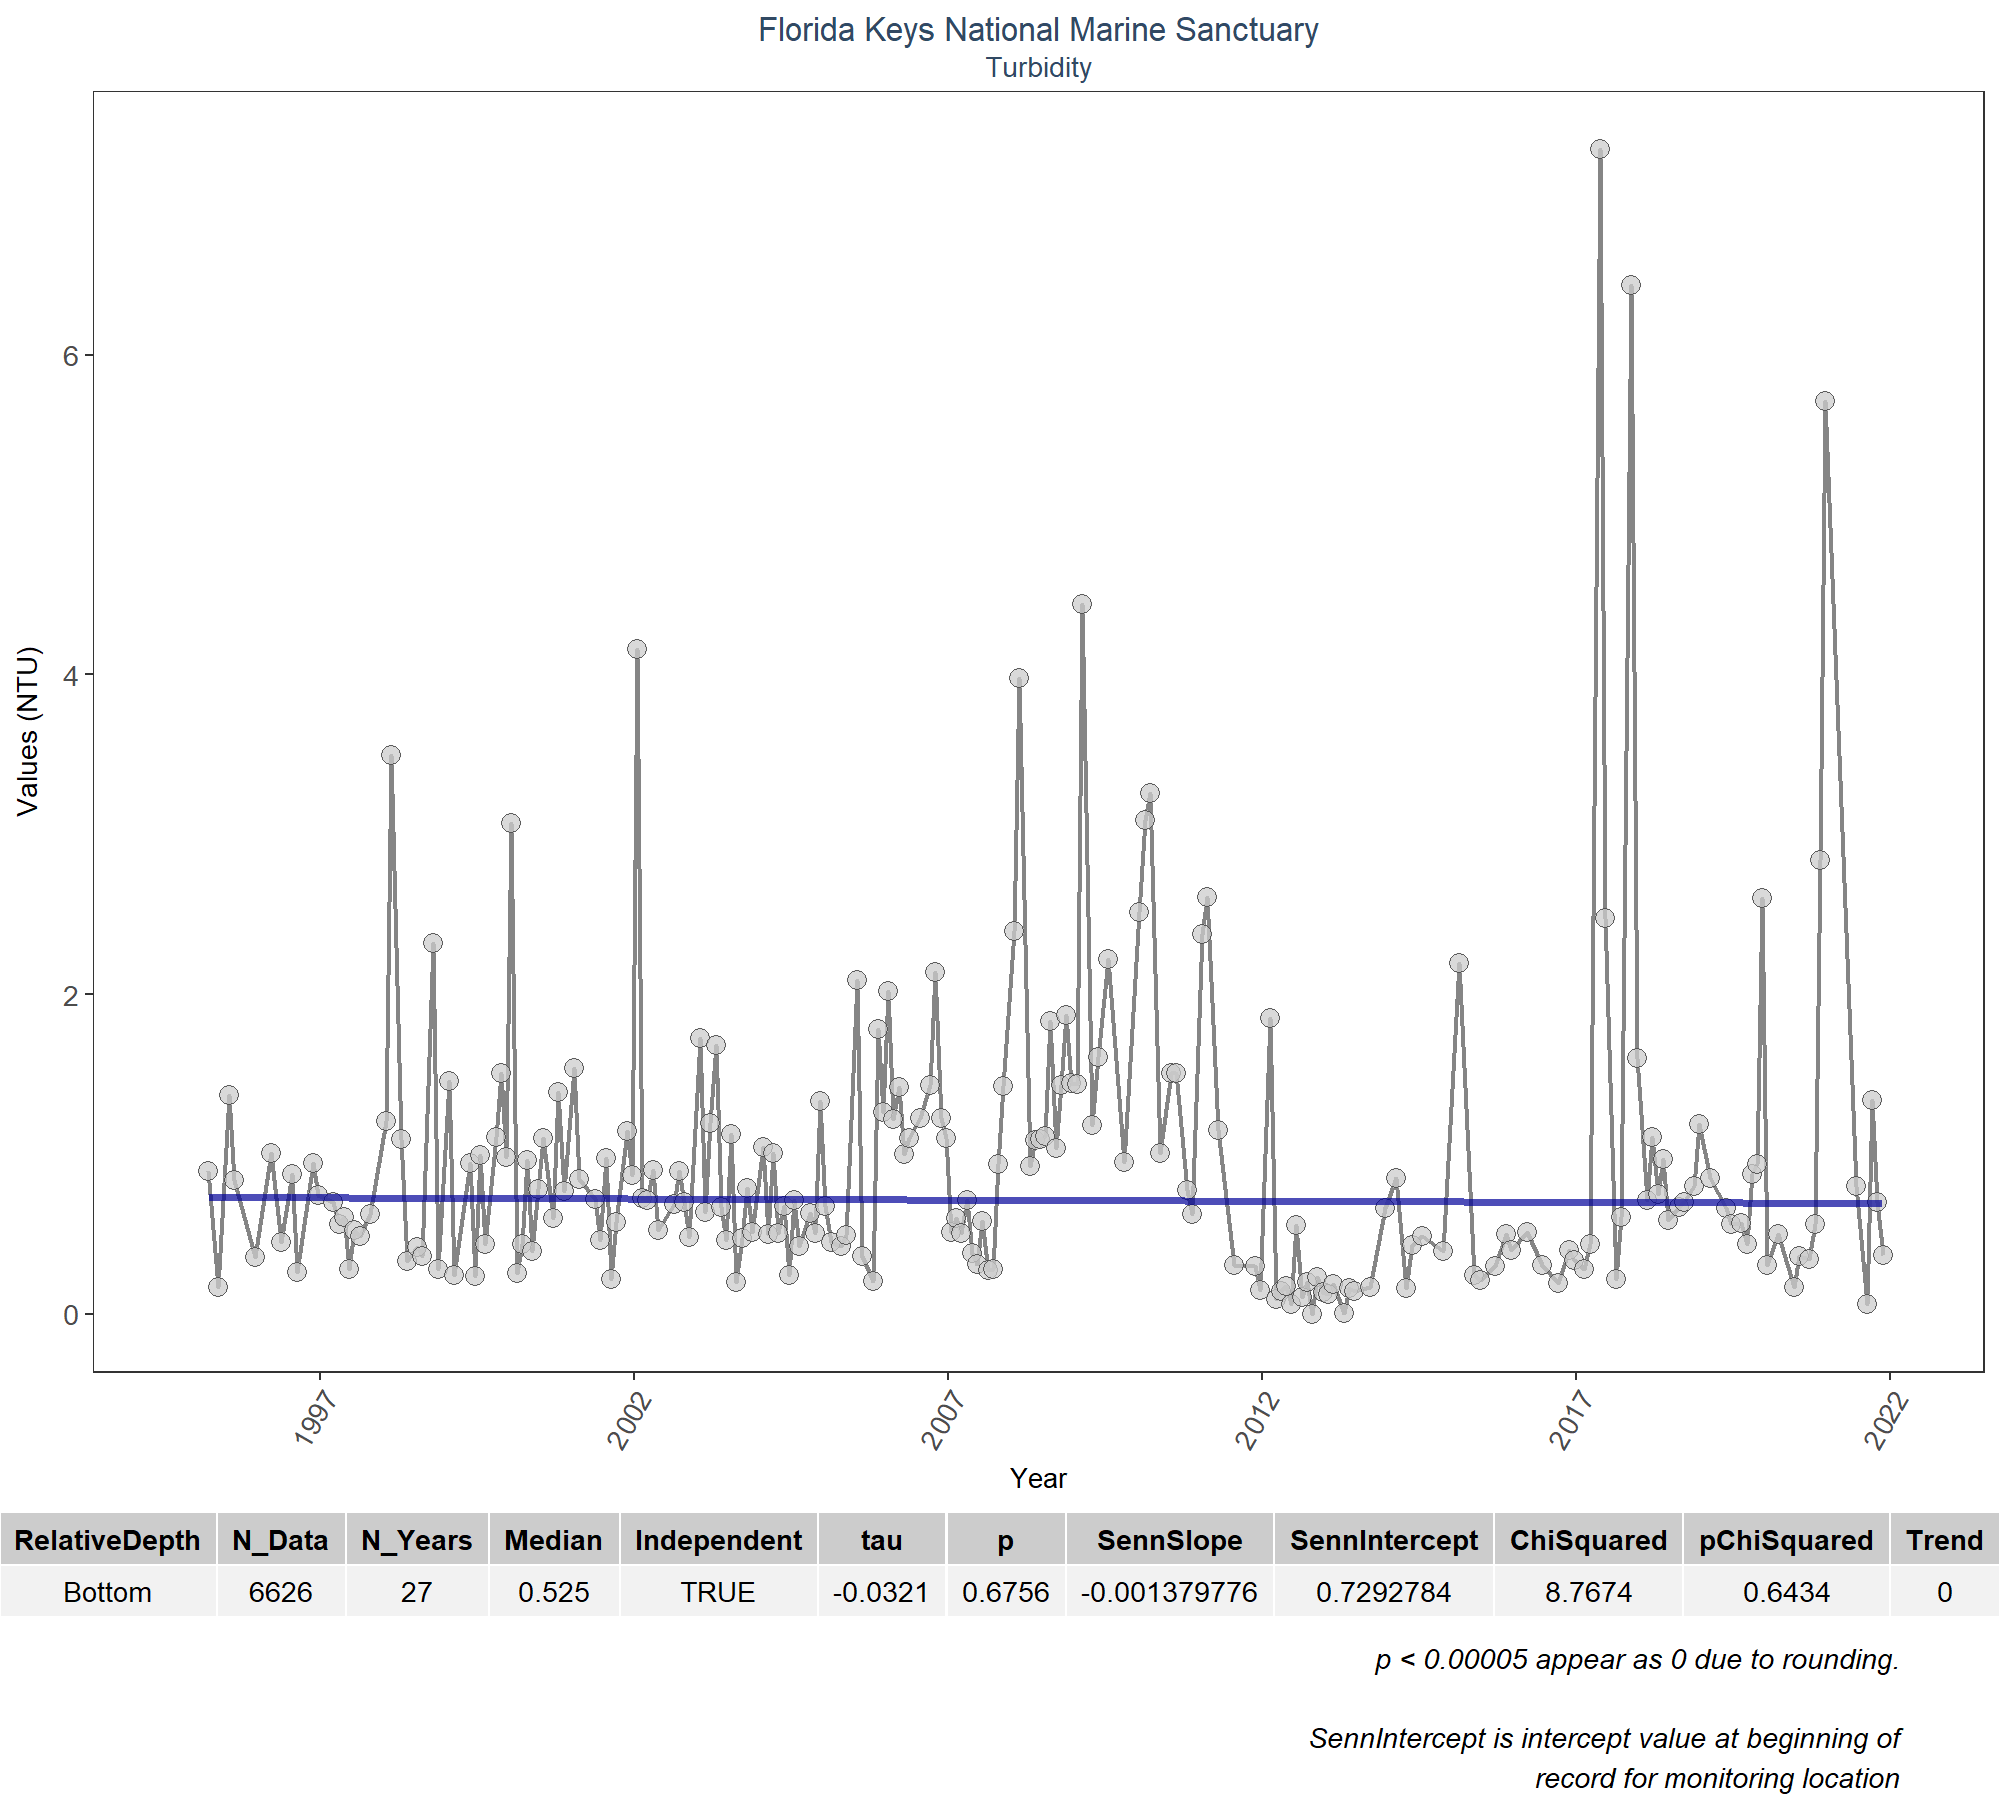 Florida Keys National Marine Sanctuary
Turbidity
Values (NTU)
6
4
2
0
1997 2002 2007 2012 2017 2022
Year
RelativeDepth N_Data N_Years Median Independent tau p SennSlope SennIntercept ChiSquared pChiSquared Trend
Bottom 6626 27 0.525 TRUE -0.0321 0.6756 -0.001379776 0.7292784 8.7674 0.6434 0
p < 0.00005 appear as 0 due to rounding.
SennIntercept is intercept value at beginning of
record for monitoring location